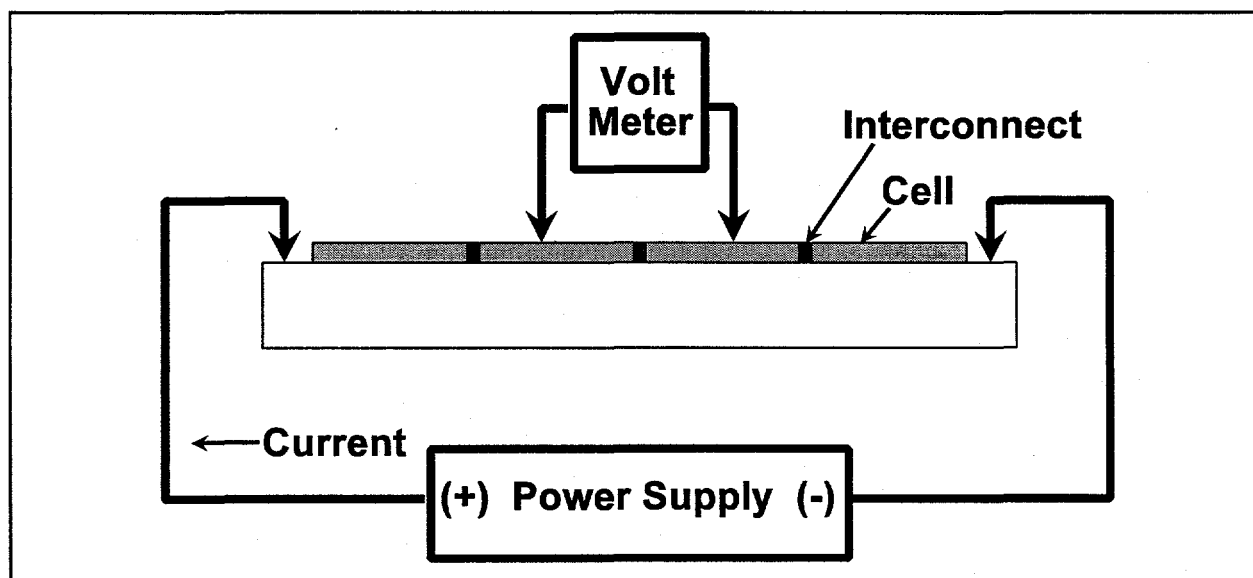 Volt
Meter
Interconnect
Cell
Current
(+) Power Supply (-)